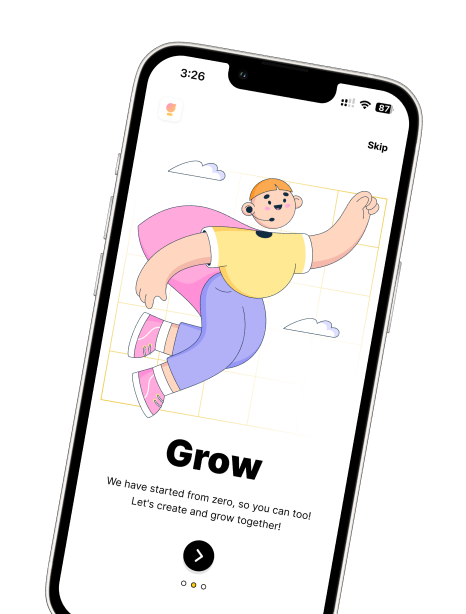 3:26
87
Skip
Grow
We have started from zero, so you can too!
Let's create and grow together!